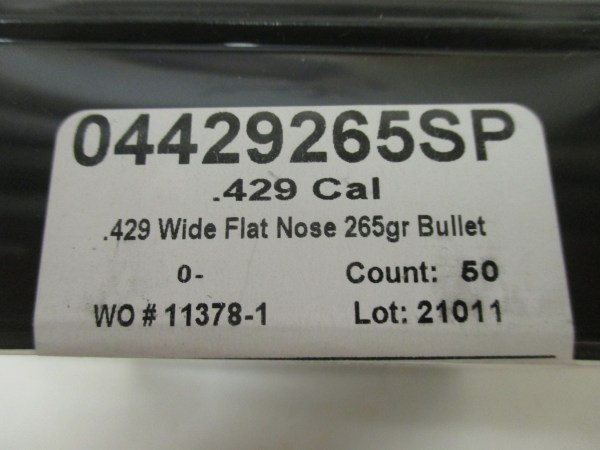 04429265SP
.429 Cal
.429 Wide Flat Nose 265gr Bullet
0- Count: 50
WO # 11378-1 Lot: 21011